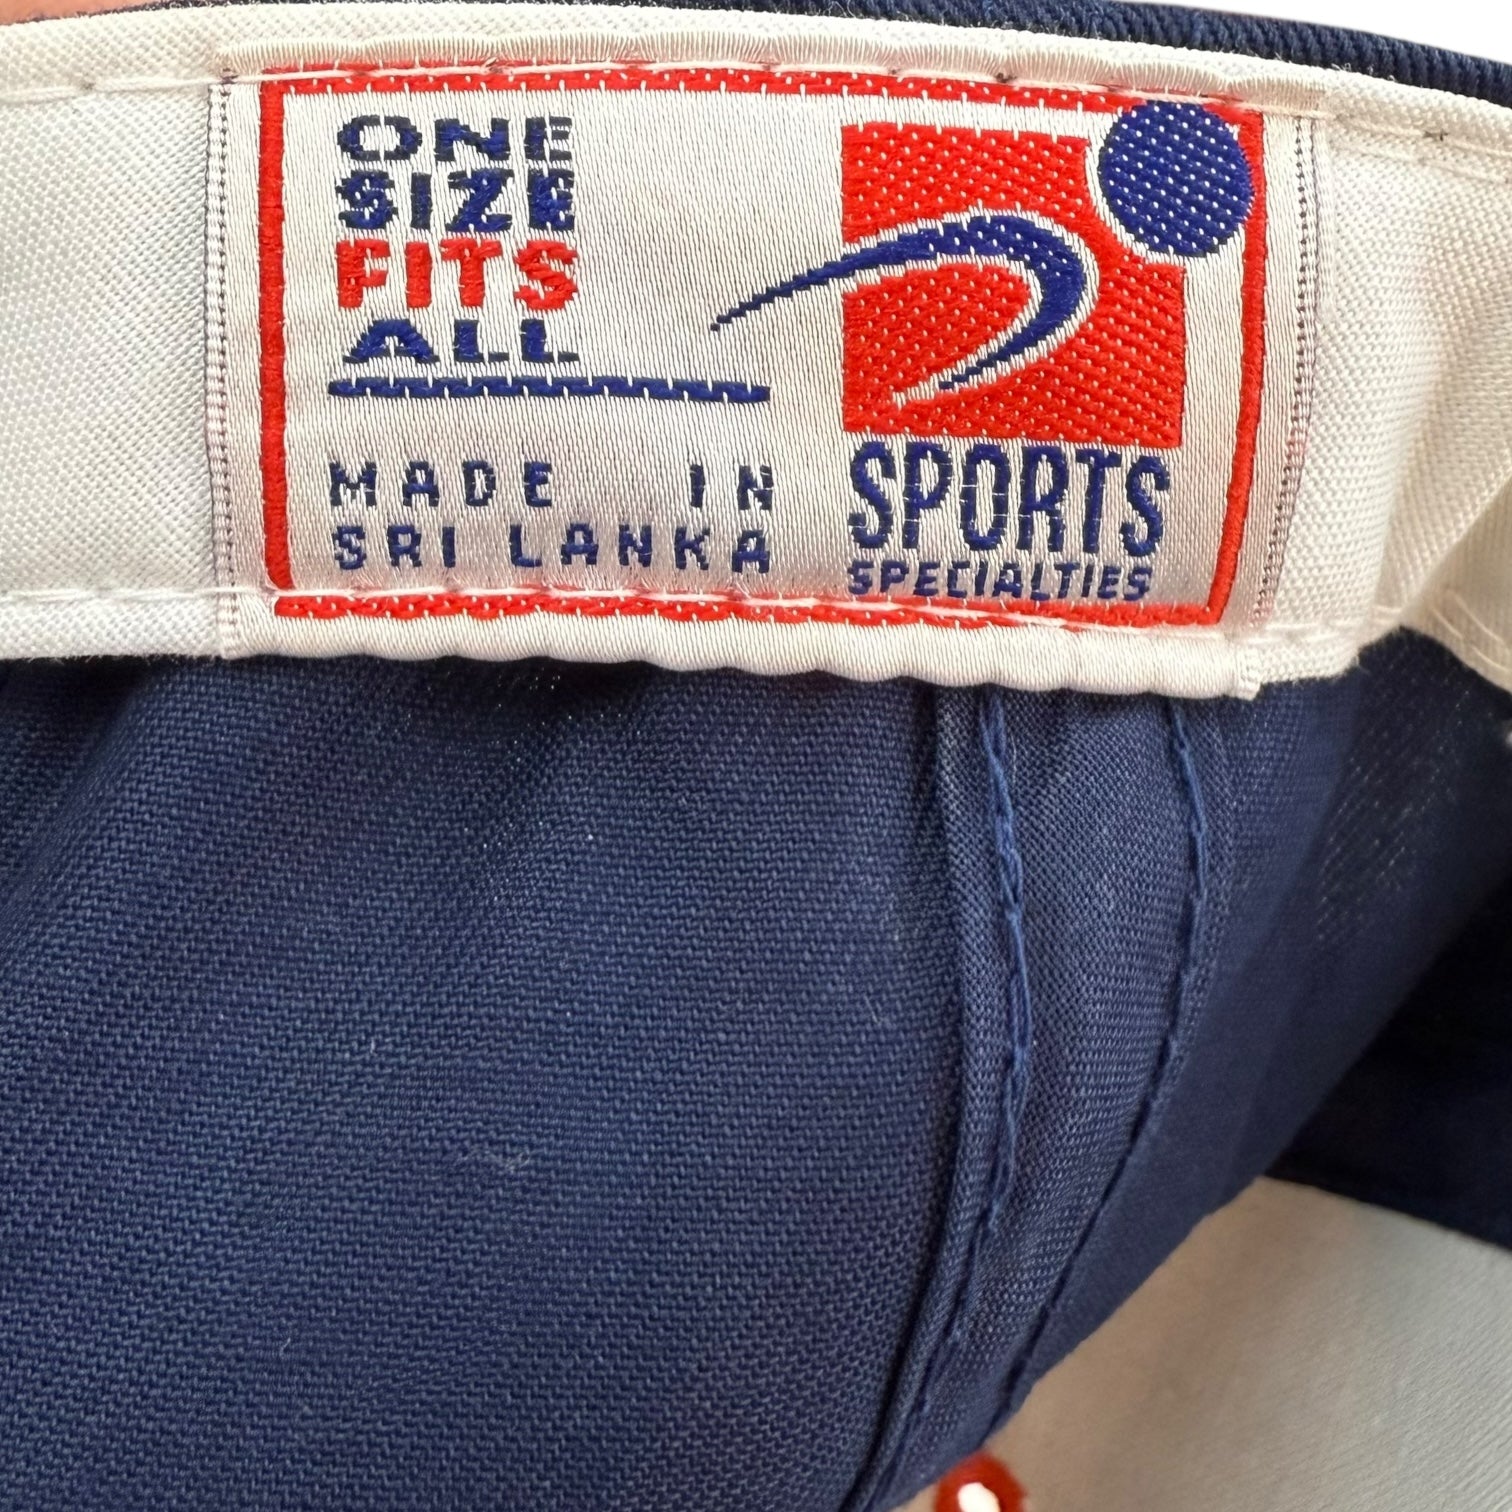 ONE
SIZE
FITS
ALL
MADE IN
SRI LANKA
SPORTS
SPECIALTIES